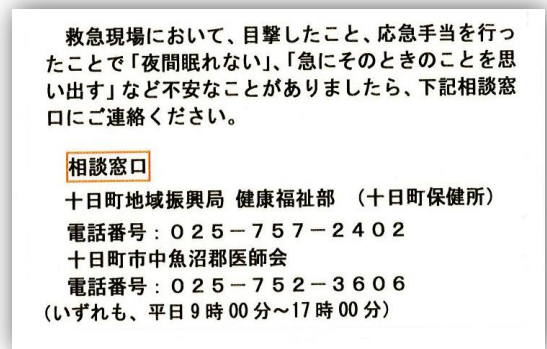 救急現場において、目撃したこと、応急手当を行っ
たことで「夜間眠れない」、「急にそのときのことを思
い出す」など不安なことがありましたら、下記相談窓
口にご連絡ください。
相談窓口
十日町地域振興局 健康福祉部 （十日町保健所）
電話番号：０２５－７５７－２４０２
十日町市中魚沼郡医師会
電話番号：０２５－７５２－３６０６
(いずれも、平日９時00分～17時00分)